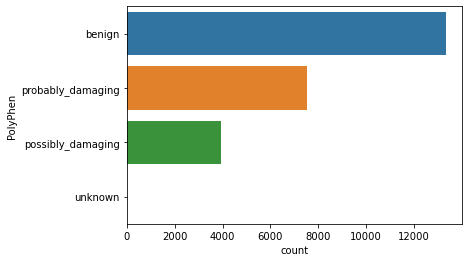 benign
probably_damaging
possibly_damaging
unknown
PolyPhen
0 2000 4000 6000 8000 10000 12000
count